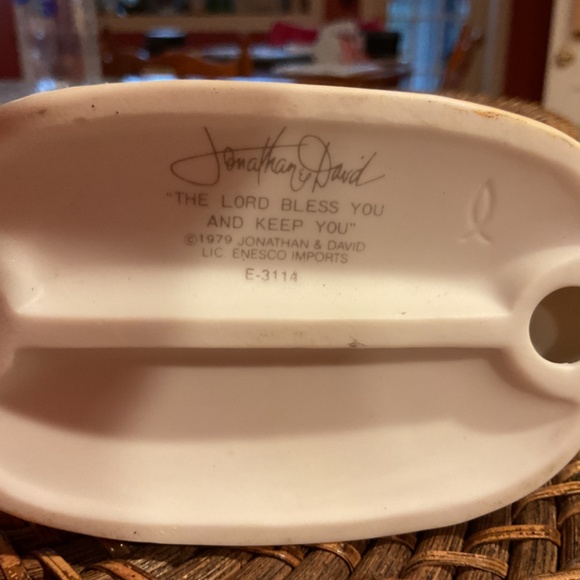 Jonathan & David
"THE LORD BLESS YOU
AND KEEP YOU"
©1979 JONATHAN & DAVID
LIC ENESCO IMPORTS
E-3114